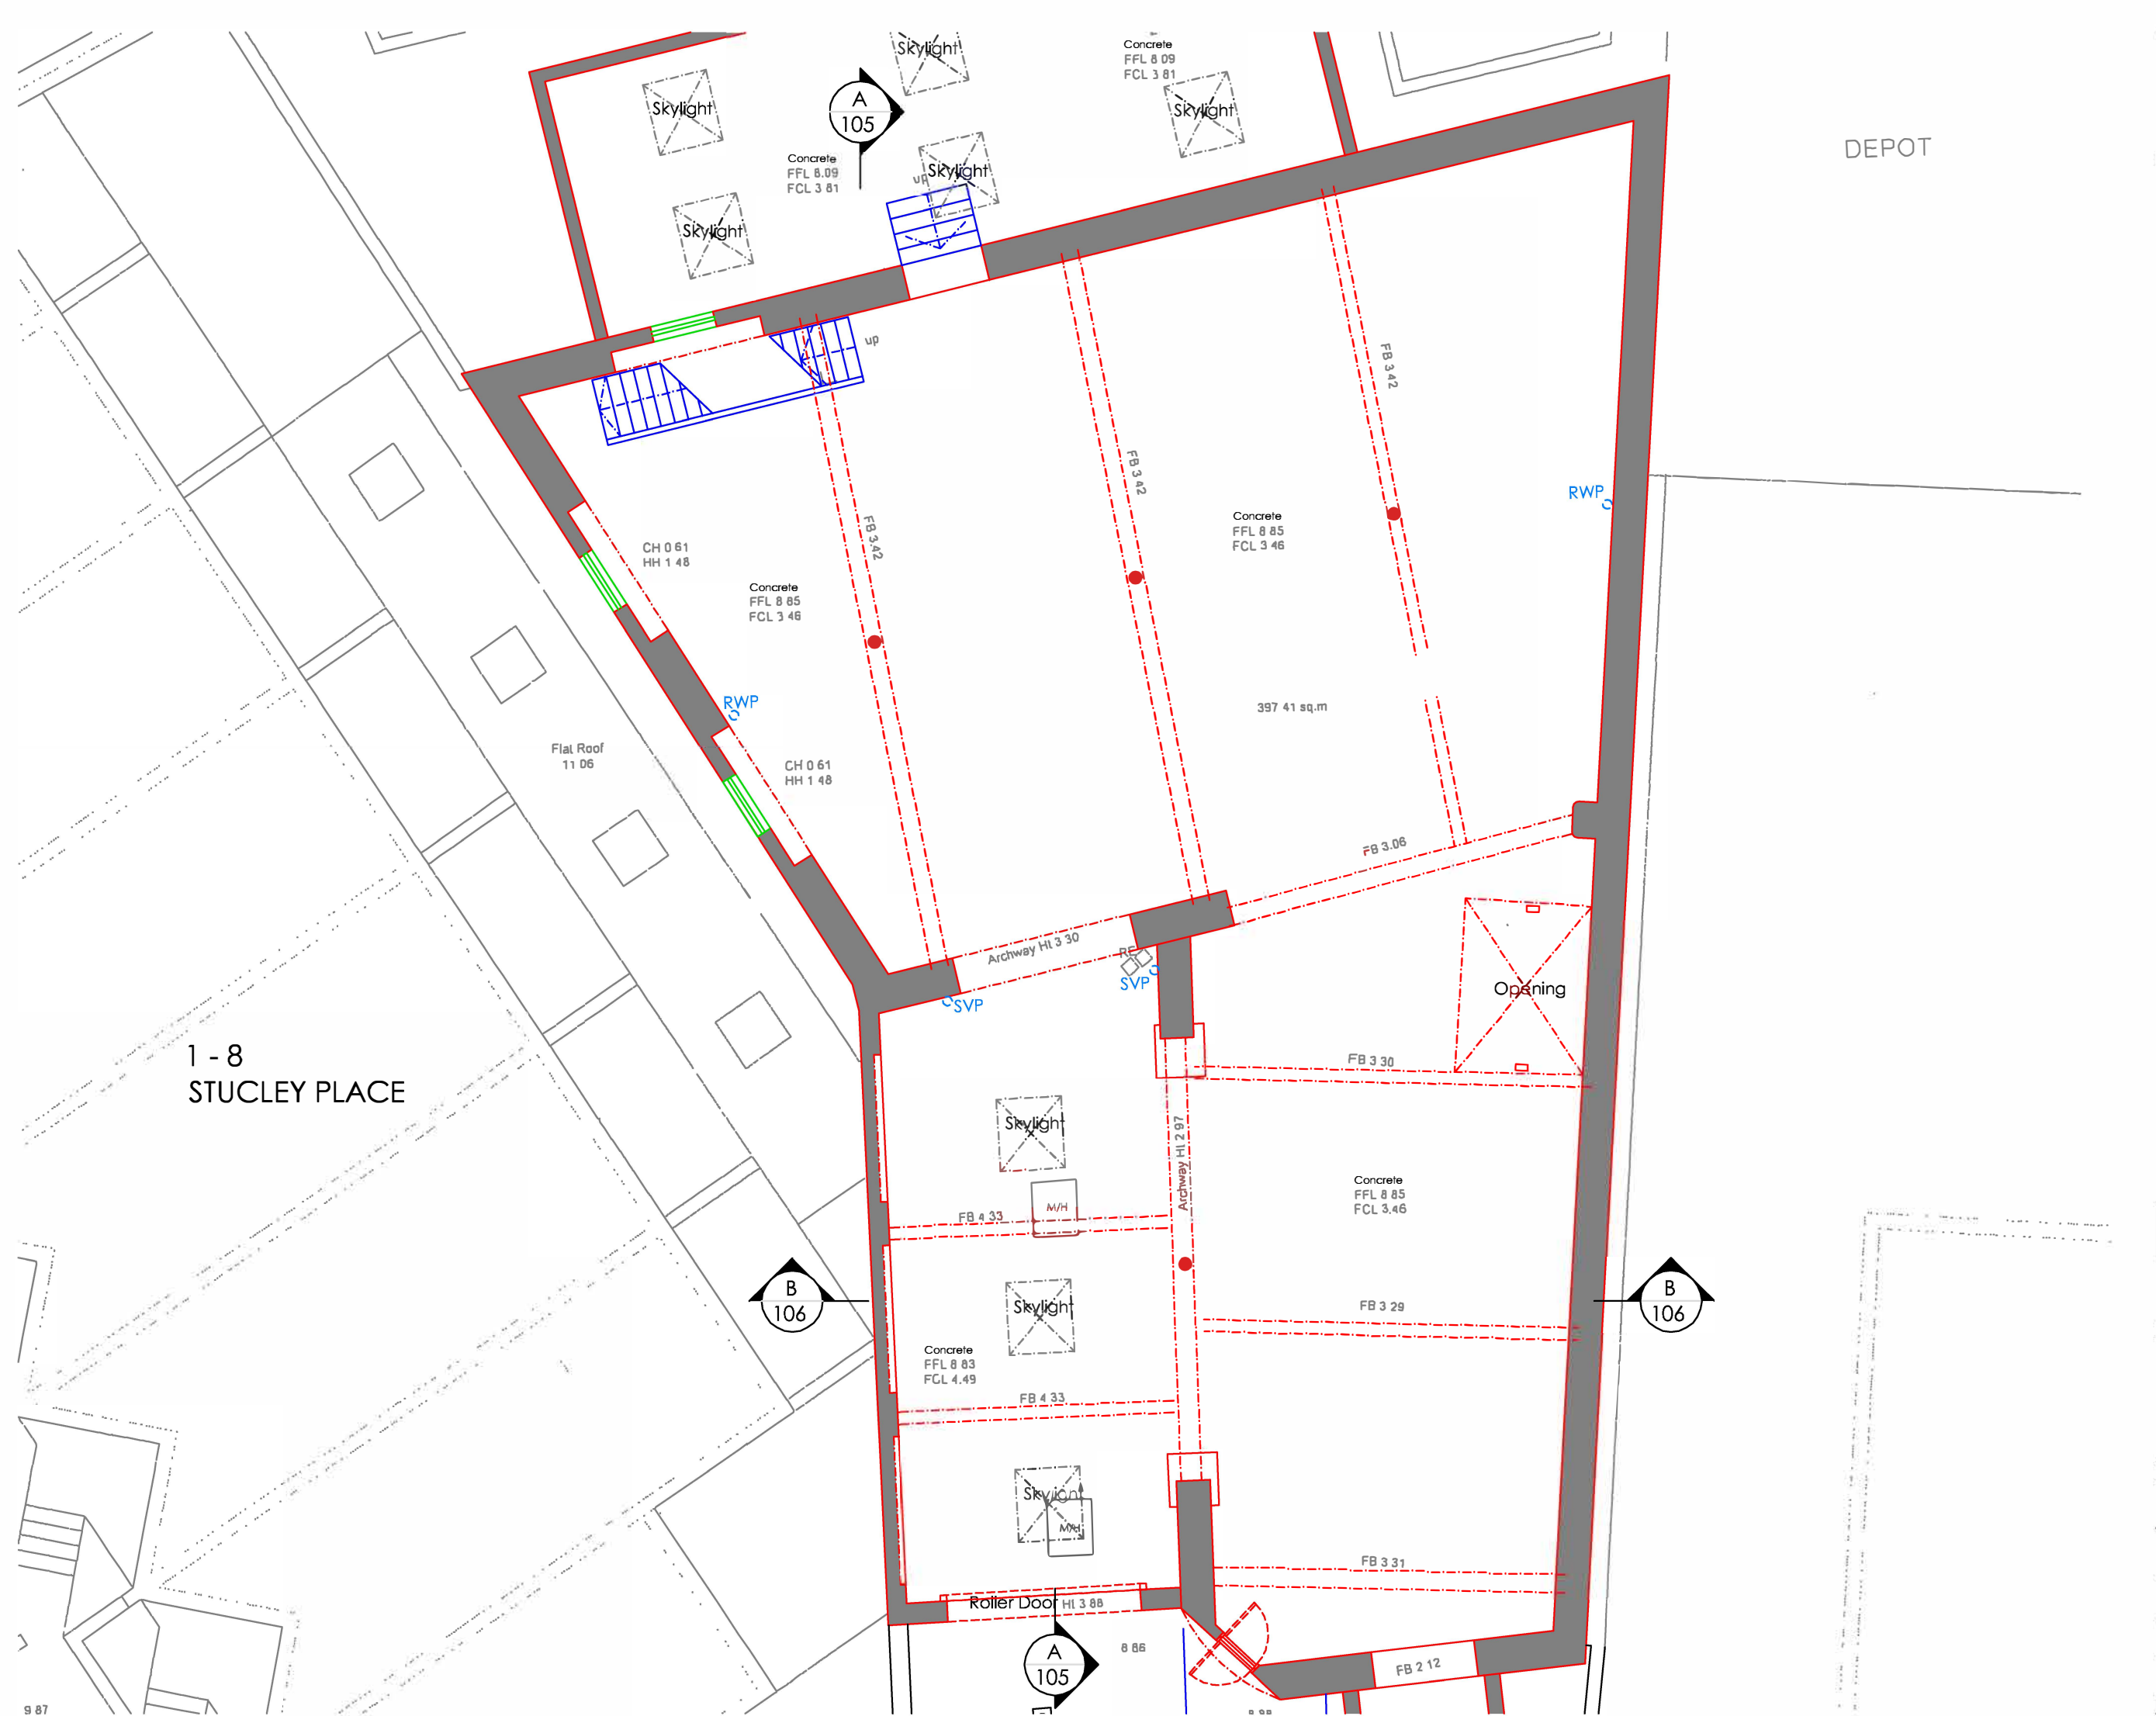 Skylight
Concrete
FFL 8 09
FCL 3 81
Skylight
A
105
Skylight
DEPOT
Concrete
FFL 8.09
FCL 3 81
Skylight
up
Skylight
up
FB 3 42
FB 3 42
RWP
FB 3.42
Concrete
FFL 8 85
FCL 3 46
CH 0 61
HH 1 48
Concrete
FFL 8 85
FCL 3 46
RWP
397 41 sq.m
Flat Roof
11 06
CH 0 61
HH 1 48
FB 3.06
Archway Ht 3 30
RE
SVP
SVP
Opening
1 - 8
STUCLEY PLACE
FB 3 30
Skylight
Archway Ht 2 97
Concrete
FFL 8 85
FCL 3.46
M/H
FB 4 33
B
106
B
106
Skylight
FB 3 29
Concrete
FFL 8 83
FCL 4.49
FB 4 33
Skylight
M/H
FB 3 31
Roller Door Ht 3 88
A
105
8 86
FB 2 12
9 87